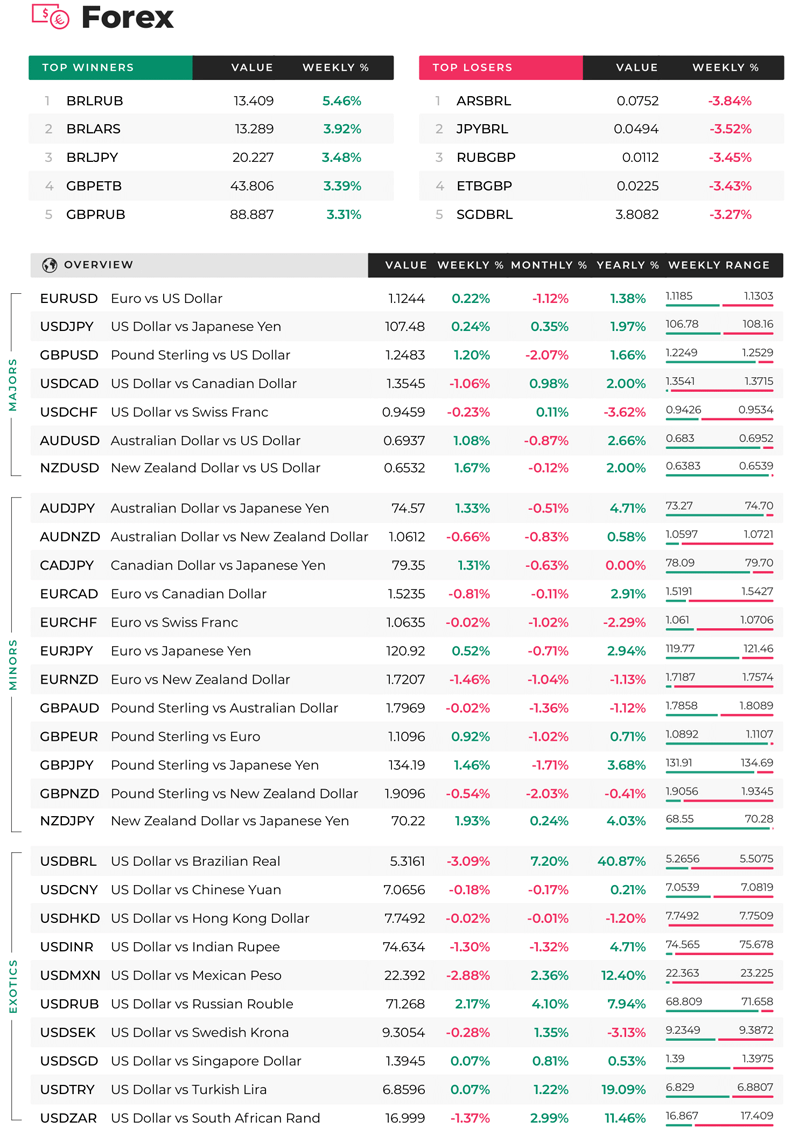 $ € Forex
TOP WINNERS VALUE WEEKLY %
1 BRLRUB 13.409 5.46%
2 BRLARS 13.289 3.92%
3 BRLJPY 20.227 3.48%
4 GBPETB 43.806 3.39%
5 GBPRUB 88.887 3.31%
TOP LOSERS VALUE WEEKLY %
1 ARSBRL 0.0752 -3.84%
2 JPYBRL 0.0494 -3.52%
3 RUBGBP 0.0112 -3.45%
4 ETBGBP 0.0225 -3.43%
5 SGDBRL 3.8082 -3.27%
OVERVIEW VALUE WEEKLY % MONTHLY % YEARLY % WEEKLY RANGE
MAJORS
EURUSD Euro vs US Dollar 1.1244 0.22% -1.12% 1.38% 1.1185 1.1303
USDJPY US Dollar vs Japanese Yen 107.48 0.24% 0.35% 1.97% 106.78 108.16
GBPUSD Pound Sterling vs US Dollar 1.2483 1.20% -2.07% 1.66% 1.2249 1.2529
USDCAD US Dollar vs Canadian Dollar 1.3545 -1.06% 0.98% 2.00% 1.3541 1.3715
USDCHF US Dollar vs Swiss Franc 0.9459 -0.23% 0.11% -3.62% 0.9426 0.9534
AUDUSD Australian Dollar vs US Dollar 0.6937 1.08% -0.87% 2.66% 0.683 0.6952
NZDUSD New Zealand Dollar vs US Dollar 0.6532 1.67% -0.12% 2.00% 0.6383 0.6539
MINORS
AUDJPY Australian Dollar vs Japanese Yen 74.57 1.33% -0.51% 4.71% 73.27 74.70
AUDNZD Australian Dollar vs New Zealand Dollar 1.0612 -0.66% -0.83% 0.58% 1.0597 1.0721
CADJPY Canadian Dollar vs Japanese Yen 79.35 1.31% -0.63% 0.00% 78.09 79.70
EURCAD Euro vs Canadian Dollar 1.5235 -0.81% -0.11% 2.91% 1.5191 1.5427
EURCHF Euro vs Swiss Franc 1.0635 -0.02% -1.02% -2.29% 1.061 1.0706
EURJPY Euro vs Japanese Yen 120.92 0.52% -0.71% 2.94% 119.77 121.46
EURNZD Euro vs New Zealand Dollar 1.7207 -1.46% -1.04% -1.13% 1.7187 1.7574
GBPAUD Pound Sterling vs Australian Dollar 1.7969 -0.02% -1.36% -1.12% 1.7858 1.8089
GBPEUR Pound Sterling vs Euro 1.1096 0.92% -1.02% 0.71% 1.0892 1.1107
GBPJPY Pound Sterling vs Japanese Yen 134.19 1.46% -1.71% 3.68% 131.91 134.69
GBPNZD Pound Sterling vs New Zealand Dollar 1.9096 -0.54% -2.03% -0.41% 1.9056 1.9345
NZDJPY New Zealand Dollar vs Japanese Yen 70.22 1.93% 0.24% 4.03% 68.55 70.28
EXOTICS
USDBRL US Dollar vs Brazilian Real 5.3161 -3.09% 7.20% 40.87% 5.2656 5.5075
USDCNY US Dollar vs Chinese Yuan 7.0656 -0.18% -0.17% 0.21% 7.0539 7.0819
USDHKD US Dollar vs Hong Kong Dollar 7.7492 -0.02% -0.01% -1.20% 7.7492 7.7509
USDINR US Dollar vs Indian Rupee 74.634 -1.30% -1.32% 4.71% 74.565 75.678
USDMXN US Dollar vs Mexican Peso 22.392 -2.88% 2.36% 12.40% 22.363 23.225
USDRUB US Dollar vs Russian Rouble 71.268 2.17% 4.10% 7.94% 68.809 71.658
USDSEK US Dollar vs Swedish Krona 9.3054 -0.28% 1.35% -3.13% 9.2349 9.3872
USDSGD US Dollar vs Singapore Dollar 1.3945 0.07% 0.81% 0.53% 1.39 1.3975
USDTRY US Dollar vs Turkish Lira 6.8596 0.07% 1.22% 19.09% 6.829 6.8807
USDZAR US Dollar vs South African Rand 16.999 -1.37% 2.99% 11.46% 16.867 17.409